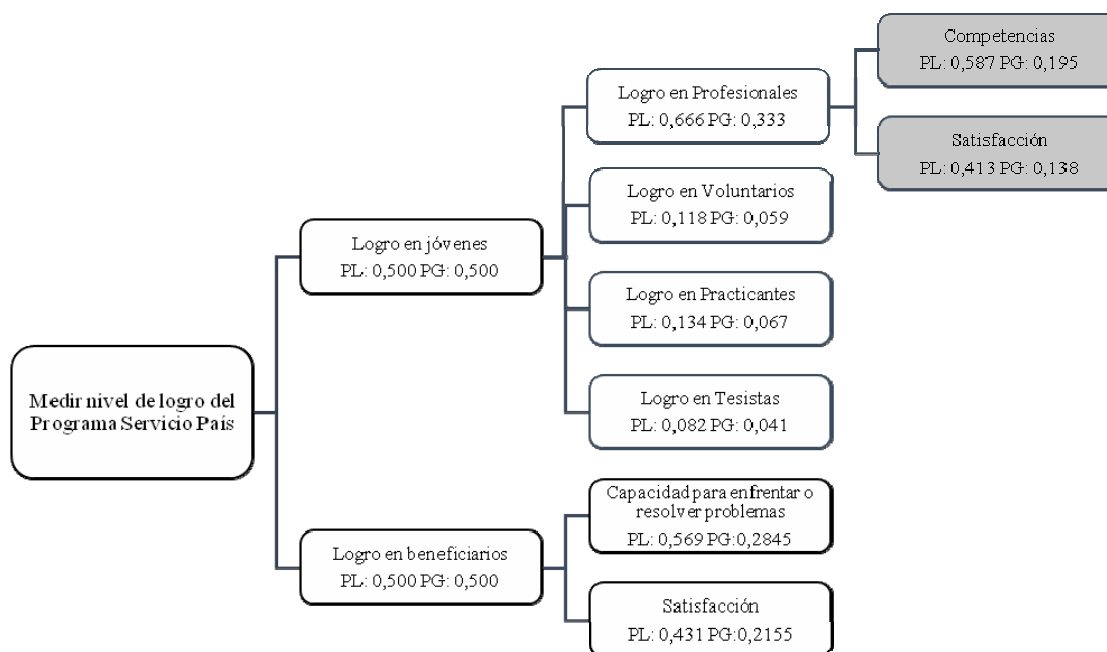 Medir nivel de logro del
Programa Servicio País
Logro en jóvenes
PL: 0,500 PG: 0,500
Logro en Profesionales
PL: 0,666 PG: 0,333
Competencias
PL: 0,587 PG: 0,195
Satisfacción
PL: 0,413 PG: 0,138
Logro en Voluntarios
PL: 0,118 PG: 0,059
Logro en Practicantes
PL: 0,134 PG: 0,067
Logro en Tesistas
PL: 0,082 PG: 0,041
Logro en beneficiarios
PL: 0,500 PG: 0,500
Capacidad para enfrentar o
resolver problemas
PL: 0,569 PG:0,2845
Satisfacción
PL: 0,431 PG:0,2155